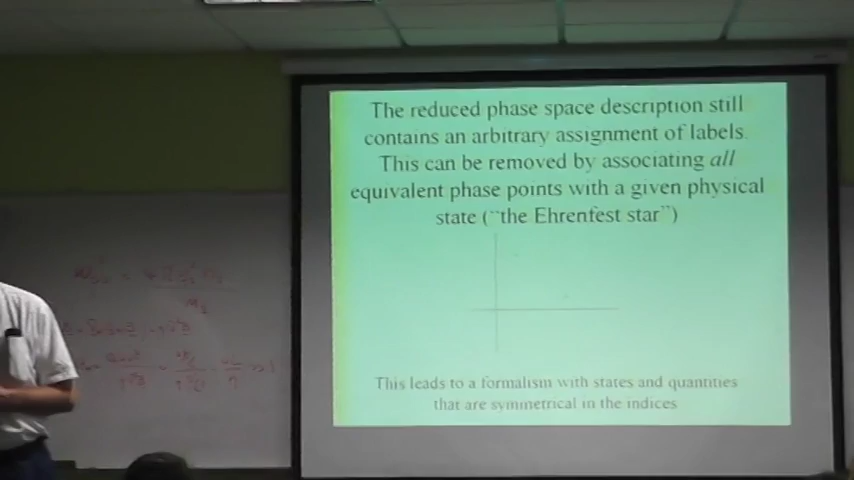 The reduced phase space description still
contains an arbitrary assignment of labels.
This can be removed by associating all
equivalent phase points with a given physical
state (“the Ehrenfest star”)
This leads to a formalism with states and quantities
that are symmetrical in the indices